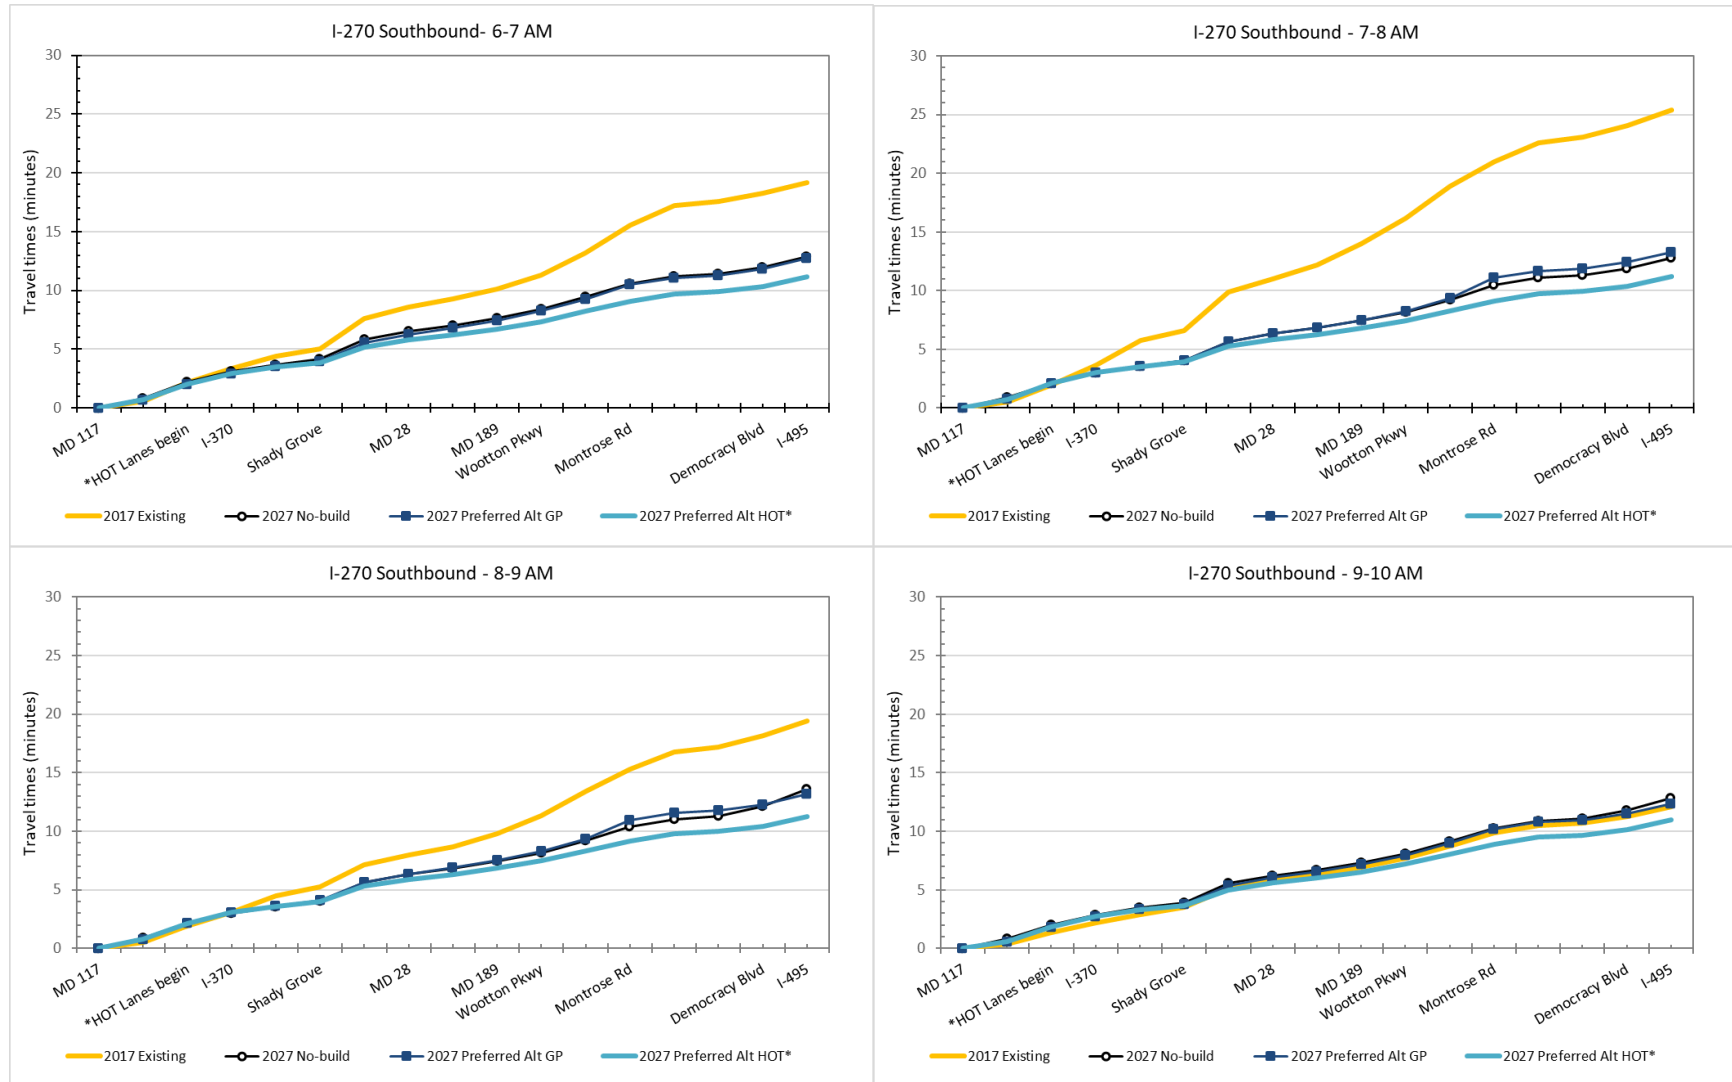 I-270 Southbound- 6-7 AM
30
25
20
15
10
5
0
Travel times (minutes)
MD 117
*HOT Lanes begin
I-370
Shady Grove
MD 28
MD 189
Wootton Pkwy
Montrose Rd
Democracy Blvd
I-495
2017 Existing 2027 No-build 2027 Preferred Alt GP 2027 Preferred Alt HOT*
I-270 Southbound - 7-8 AM
30
25
20
15
10
5
0
Travel times (minutes)
MD 117
*HOT Lanes begin
I-370
Shady Grove
MD 28
MD 189
Wootton Pkwy
Montrose Rd
Democracy Blvd
I-495
2017 Existing 2027 No-build 2027 Preferred Alt GP 2027 Preferred Alt HOT*
I-270 Southbound - 8-9 AM
30
25
20
15
10
5
0
Travel times (minutes)
MD 117
*HOT Lanes begin
I-370
Shady Grove
MD 28
MD 189
Wootton Pkwy
Montrose Rd
Democracy Blvd
I-495
2017 Existing 2027 No-build 2027 Preferred Alt GP 2027 Preferred Alt HOT*
I-270 Southbound - 9-10 AM
30
25
20
15
10
5
0
Travel times (minutes)
MD 117
*HOT Lanes begin
I-370
Shady Grove
MD 28
MD 189
Wootton Pkwy
Montrose Rd
Democracy Blvd
I-495
2017 Existing 2027 No-build 2027 Preferred Alt GP 2027 Preferred Alt HOT*